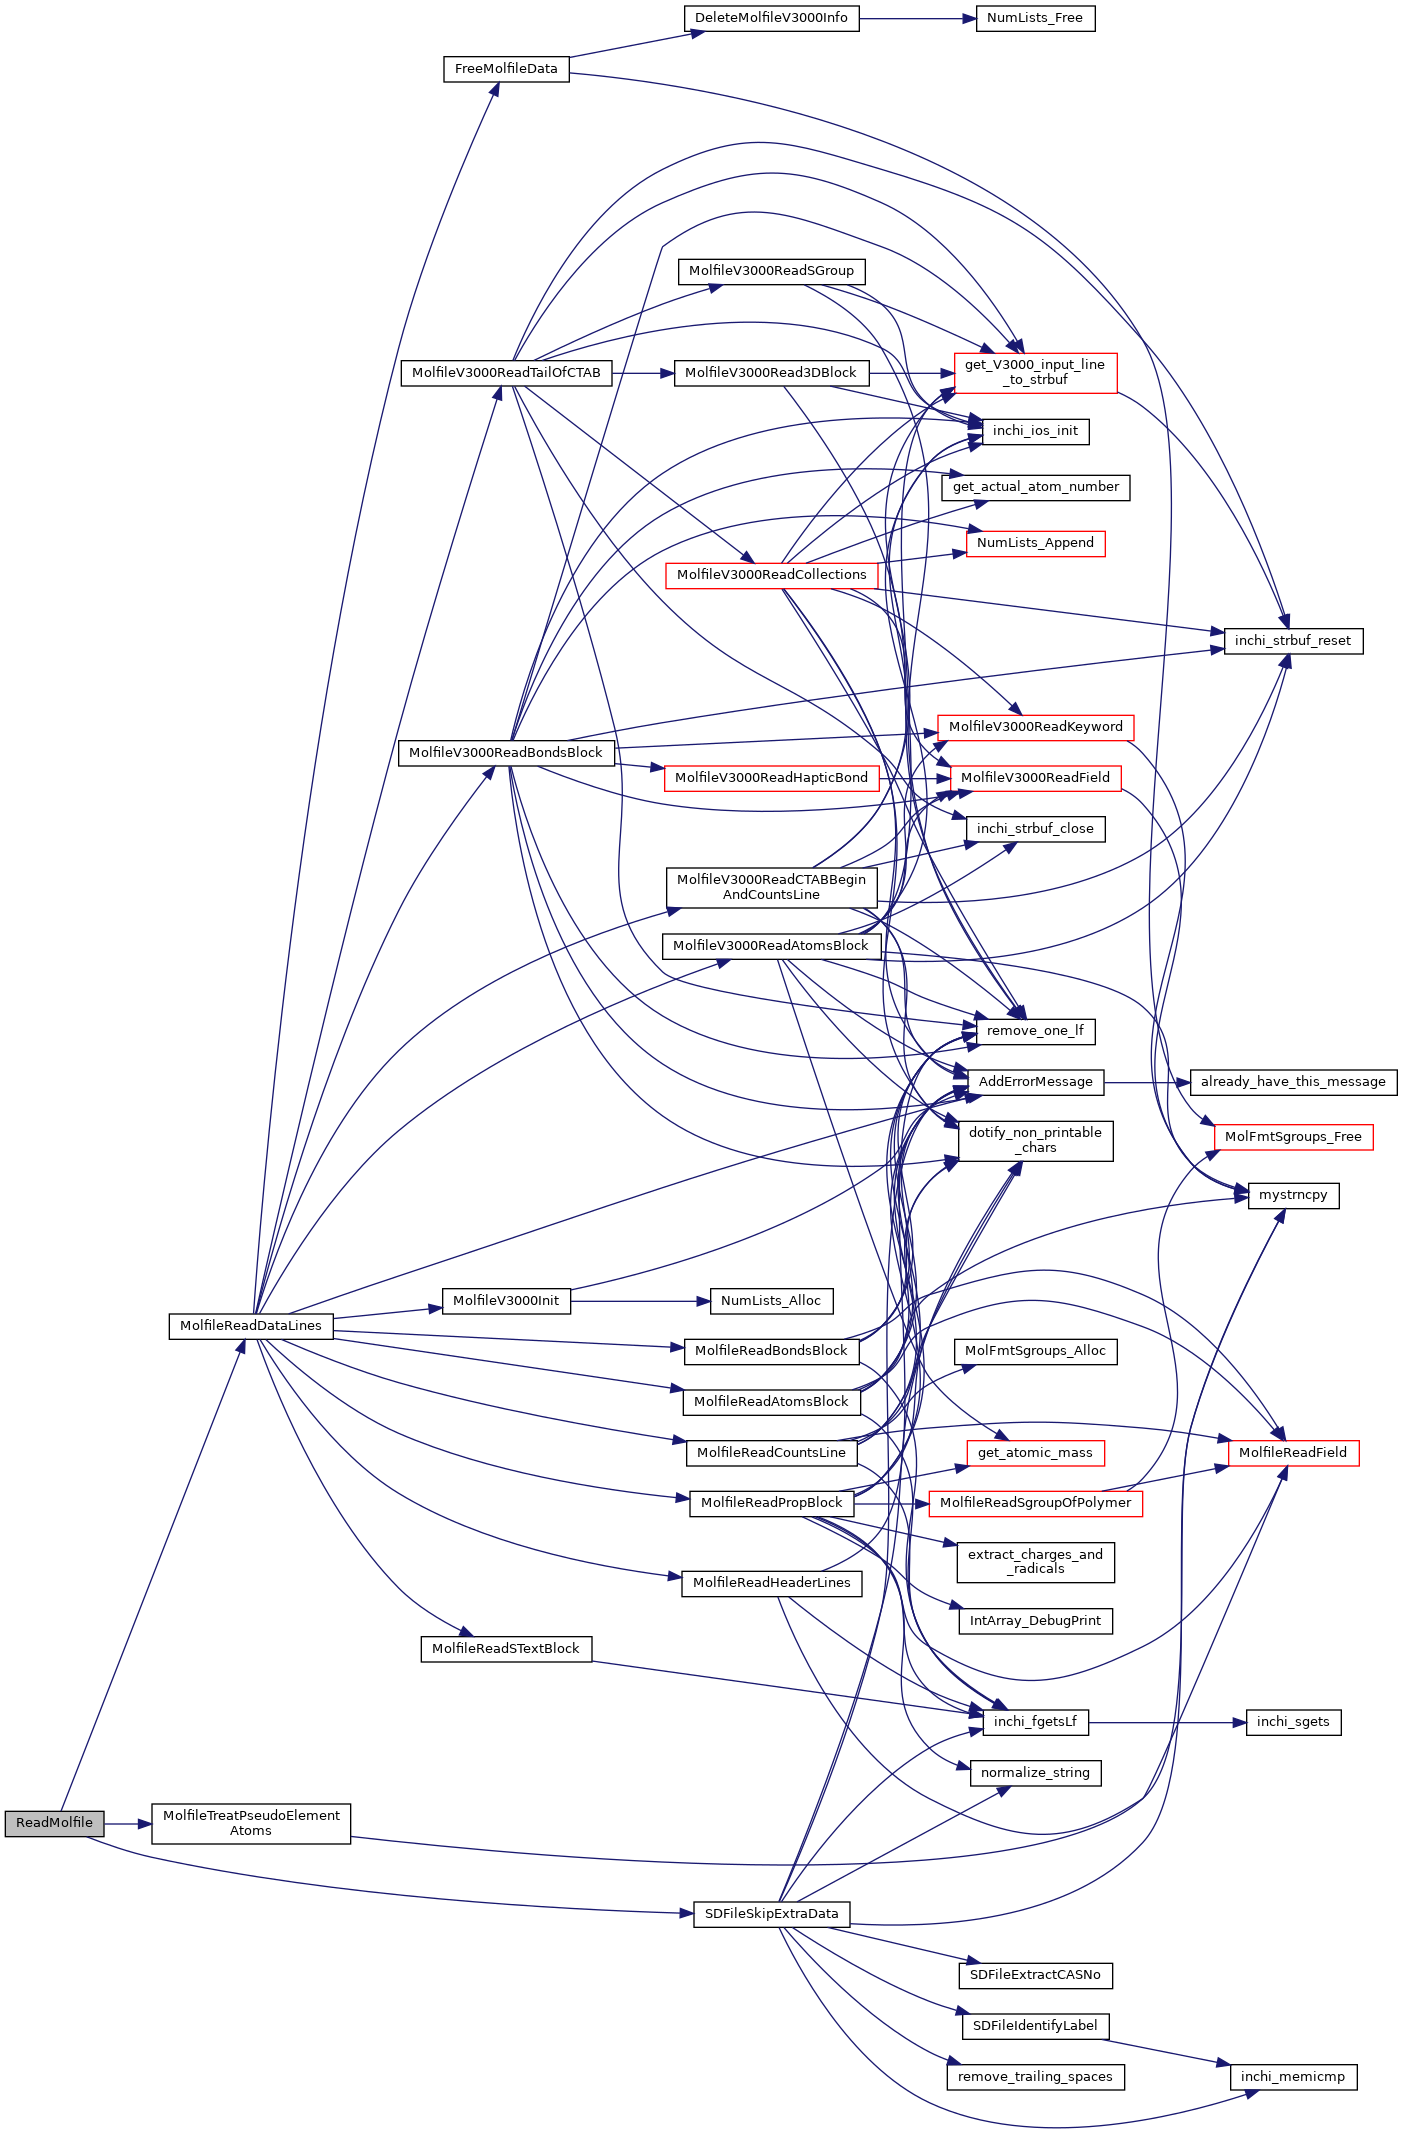 DeleteMolfileV3000Info
NumLists_Free
FreeMolfileData
MolfileV3000ReadSGroup
MolfileV3000ReadTailOfCTAB
MolfileV3000Read3DBlock
get_V3000_input_line
_to_strbuf
inchi_ios_init
get_actual_atom_number
NumLists_Append
MolfileV3000ReadCollections
inchi_strbuf_reset
MolfileV3000ReadKeyword
MolfileV3000ReadBondsBlock
MolfileV3000ReadHapticBond
MolfileV3000ReadField
inchi_strbuf_close
MolfileV3000ReadCTABBegin
AndCountsLine
MolfileV3000ReadAtomsBlock
remove_one_lf
AddErrorMessage
already_have_this_message
dotify_non_printable
_chars
MolFmtSgroups_Free
mystrncpy
MolfileV3000Init
NumLists_Alloc
MolfileReadDataLines
MolfileReadBondsBlock
MolFmtSgroups_Alloc
MolfileReadAtomsBlock
MolfileReadCountsLine
get_atomic_mass
MolfileReadField
MolfileReadPropBlock
MolfileReadSgroupOfPolymer
extract_charges_and
_radicals
MolfileReadHeaderLines
IntArray_DebugPrint
MolfileReadSTextBlock
inchi_fgetsLf
inchi_sgets
normalize_string
ReadMolfile
MolfileTreatPseudoElement
Atoms
SDFileSkipExtraData
SDFileExtractCASNo
SDFileIdentifyLabel
remove_trailing_spaces
inchi_memicmp